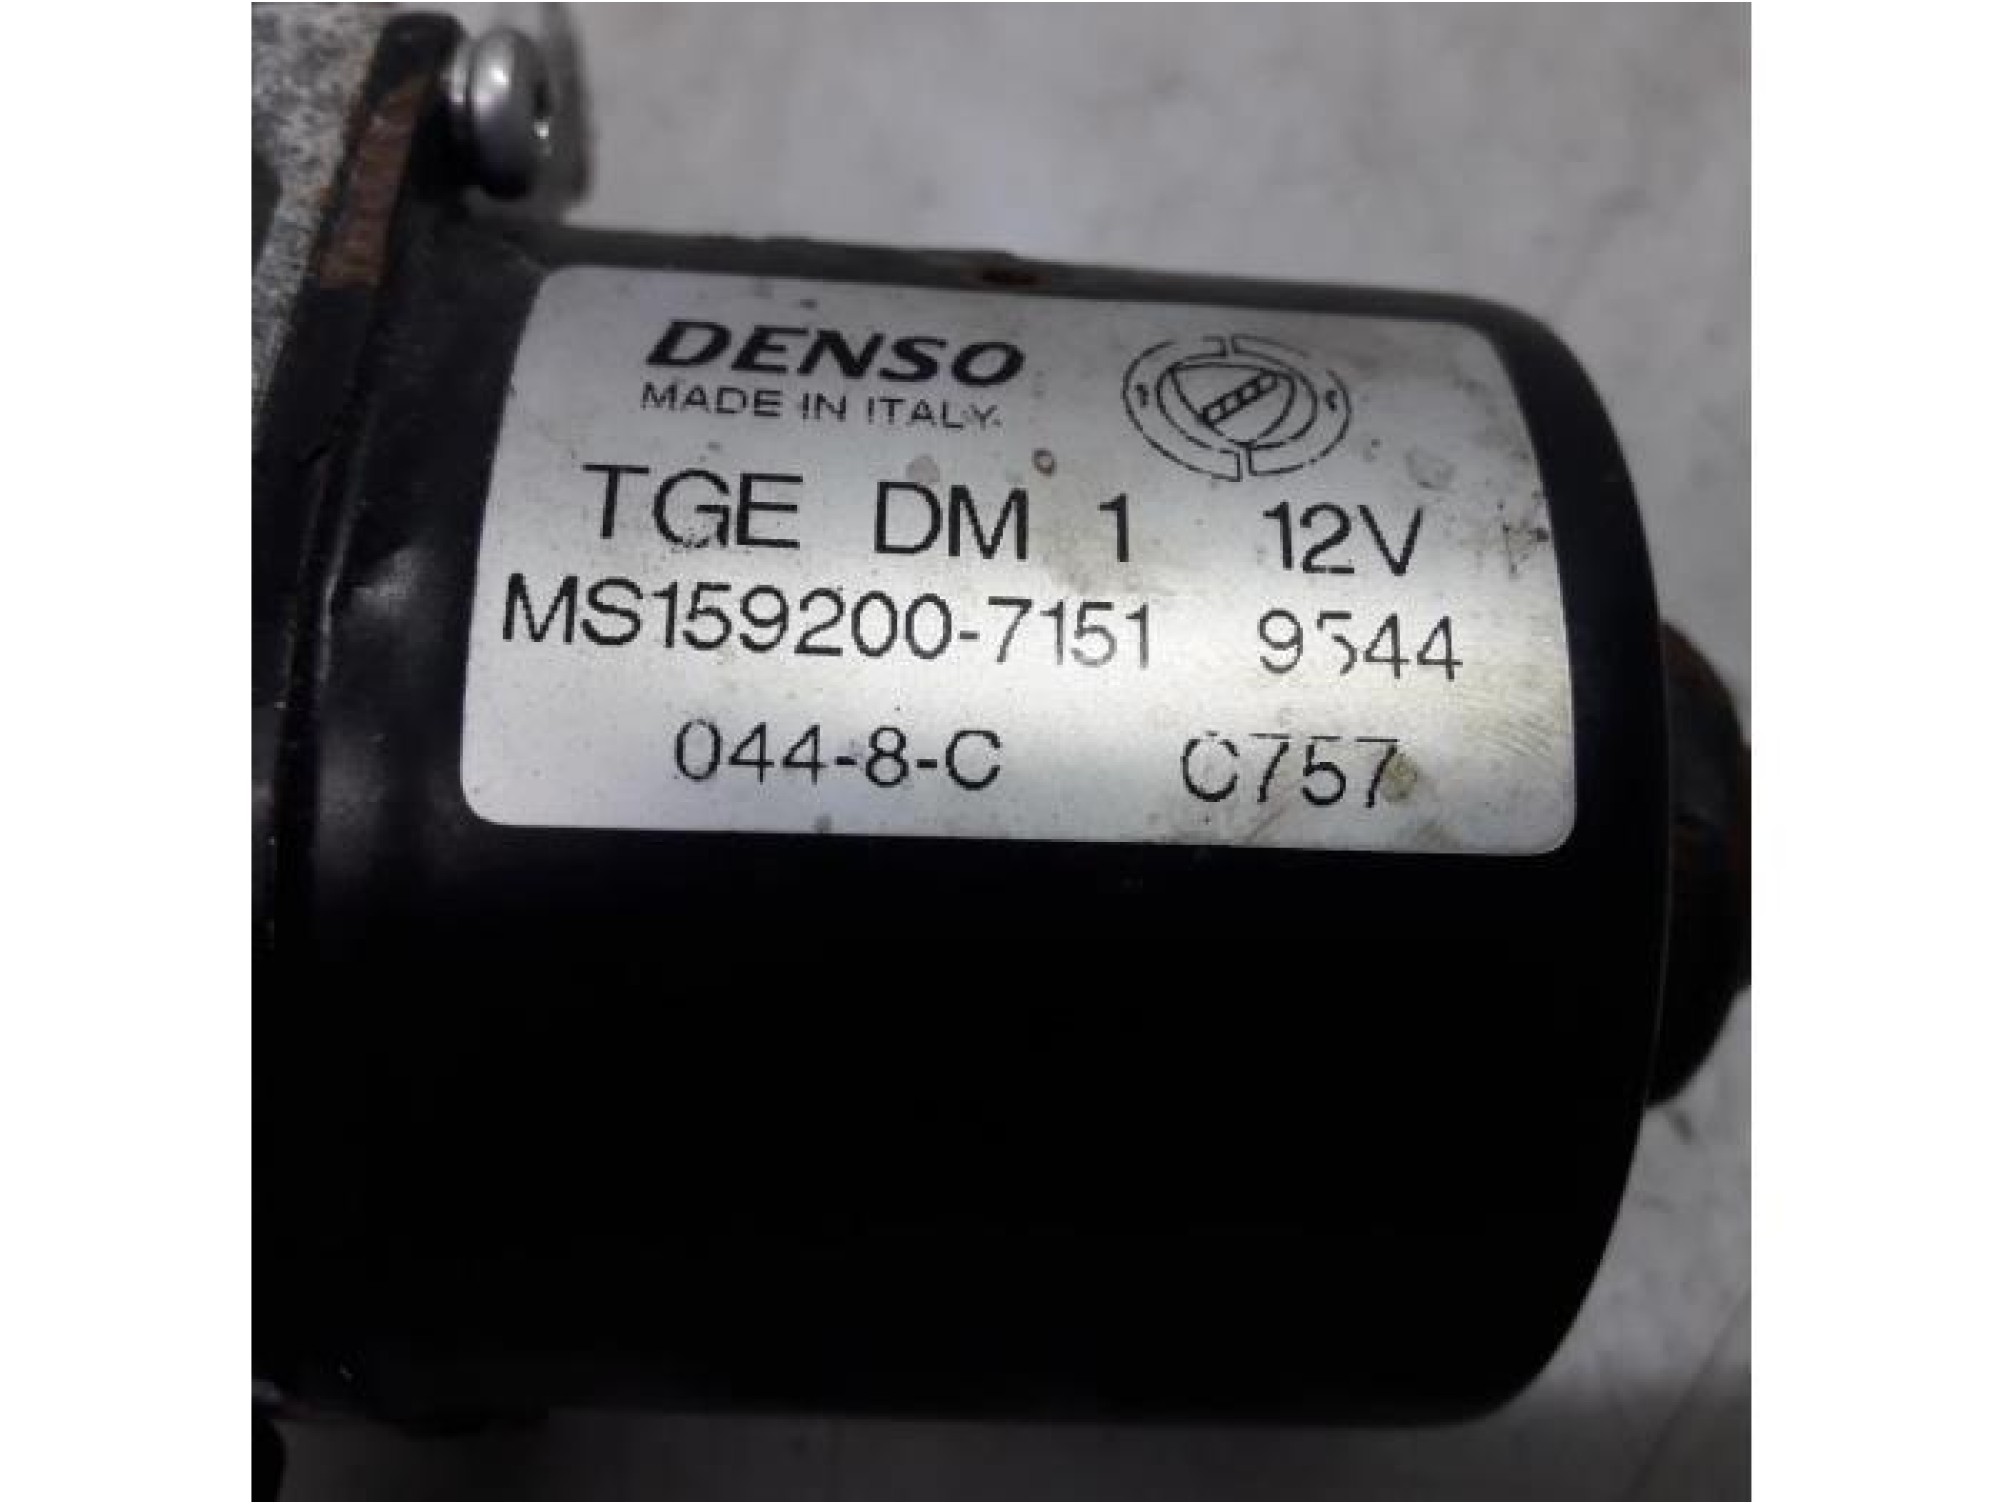 DENSO
MADE IN ITALY
TGE DM 1 12V
MS159200-7151 9544
044-8-C C757